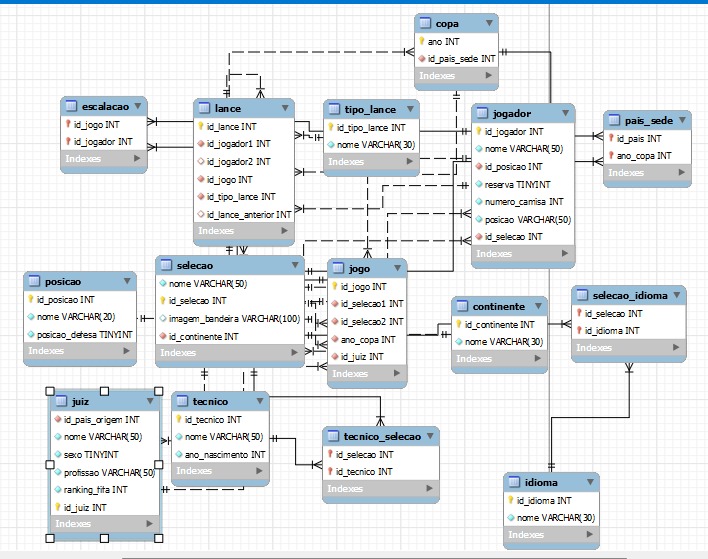 copa
ano INT
id_pais_sede INT
Indexes
escalacao
id_jogo INT
id_jogador INT
Indexes
lance
id_lance INT
id_jogador1 INT
id_jogador2 INT
id_jogo INT
id_tipo_lance INT
id_lance_anterior INT
Indexes
tipo_lance
id_tipo_lance INT
nome VARCHAR(30)
Indexes
jogador
id_jogador INT
nome VARCHAR(50)
id_posicao INT
reserva TINYINT
numero_camisa INT
posicao VARCHAR(50)
id_selecao INT
Indexes
pais_sede
id_pais INT
ano_copa INT
Indexes
posicao
id_posicao INT
nome VARCHAR(20)
posicao_defesa TINYINT
Indexes
selecao
nome VARCHAR(50)
id_selecao INT
imagem_bandeira VARCHAR(100)
id_continente INT
Indexes
jogo
id_jogo INT
id_selecao1 INT
id_selecao2 INT
ano_copa INT
id_juiz INT
Indexes
continente
id_continente INT
nome VARCHAR(30)
Indexes
selecao_idioma
id_selecao INT
id_idioma INT
Indexes
juiz
id_pais_origem INT
nome VARCHAR(50)
sexo TINYINT
profissao VARCHAR(50)
ranking_fifa INT
id_juiz INT
Indexes
tecnico
id_tecnico INT
nome VARCHAR(50)
ano_nascimento INT
Indexes
tecnico_selecao
id_selecao INT
id_tecnico INT
Indexes
idioma
id_idioma INT
nome VARCHAR(30)
Indexes